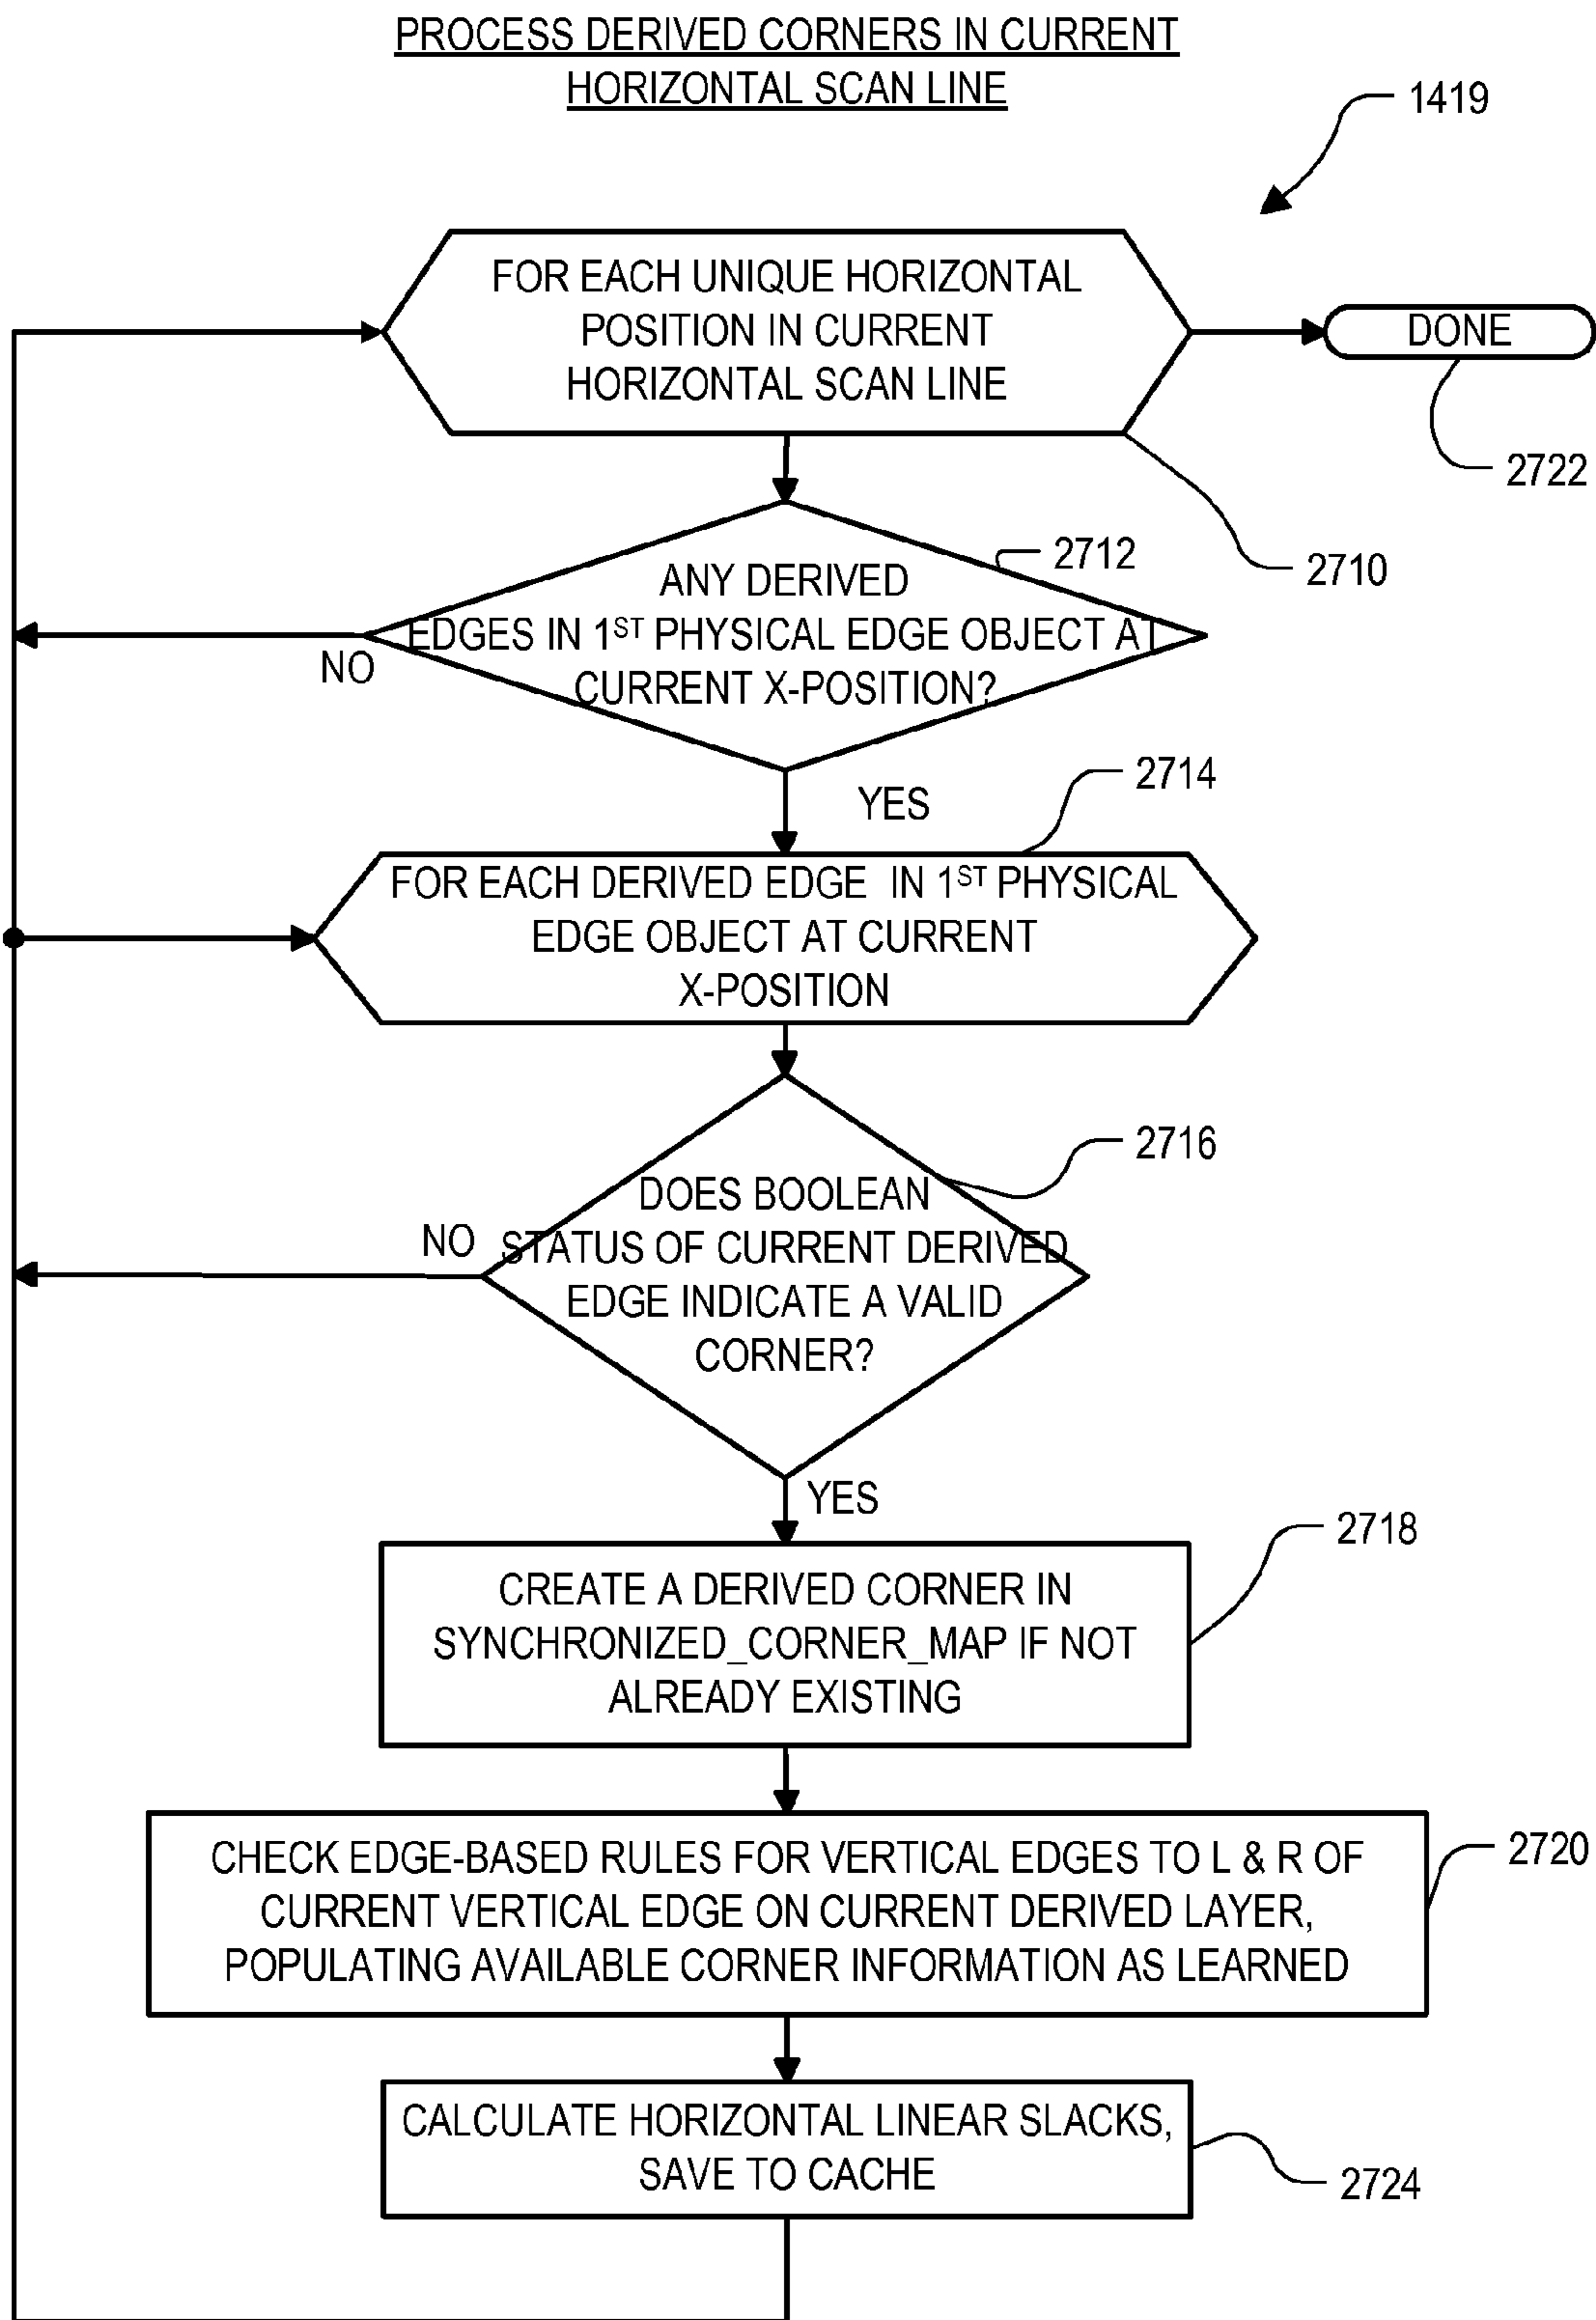 PROCESS DERIVED CORNERS IN CURRENT
HORIZONTAL SCAN LINE
1419
FOR EACH UNIQUE HORIZONTAL
POSITION IN CURRENT
HORIZONTAL SCAN LINE
DONE
2722
2710
2712
ANY DERIVED
EDGES IN 1ST PHYSICAL EDGE OBJECT AT
CURRENT X-POSITION?
NO
YES
2714
FOR EACH DERIVED EDGE IN 1ST PHYSICAL
EDGE OBJECT AT CURRENT
X-POSITION
2716
DOES BOOLEAN
STATUS OF CURRENT DERIVED
EDGE INDICATE A VALID
CORNER?
NO
YES
2718
CREATE A DERIVED CORNER IN
SYNCHRONIZED_CORNER_MAP IF NOT
ALREADY EXISTING
2720
CHECK EDGE-BASED RULES FOR VERTICAL EDGES TO L & R OF
CURRENT VERTICAL EDGE ON CURRENT DERIVED LAYER,
POPULATING AVAILABLE CORNER INFORMATION AS LEARNED
CALCULATE HORIZONTAL LINEAR SLACKS,
SAVE TO CACHE
2724